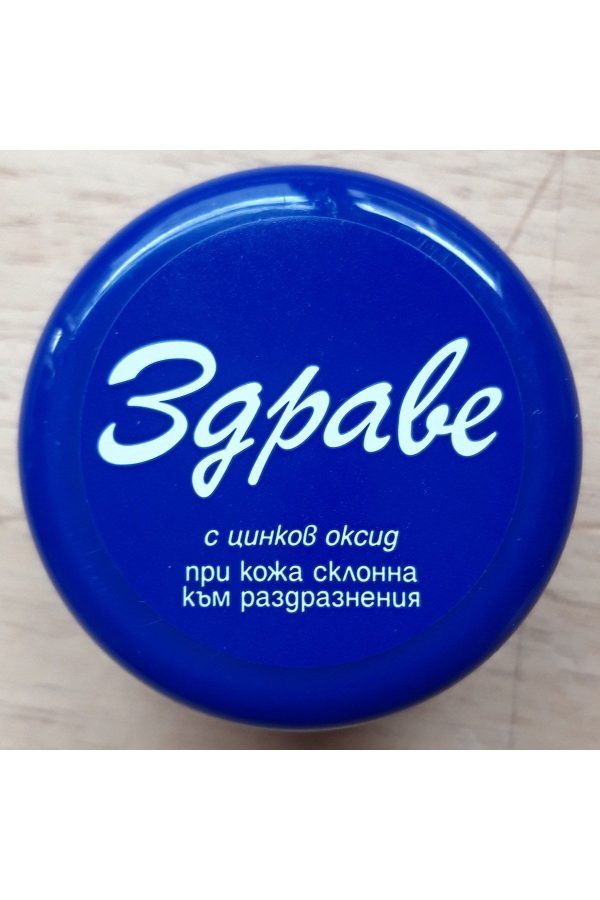 Здраве
с цинков оксид
при кожа склонна
към раздразнения